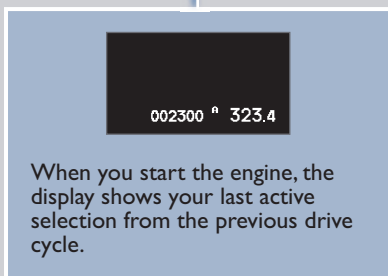 002300 A 323.4
When you start the engine, the
display shows your last active
selection from the previous drive
cycle.